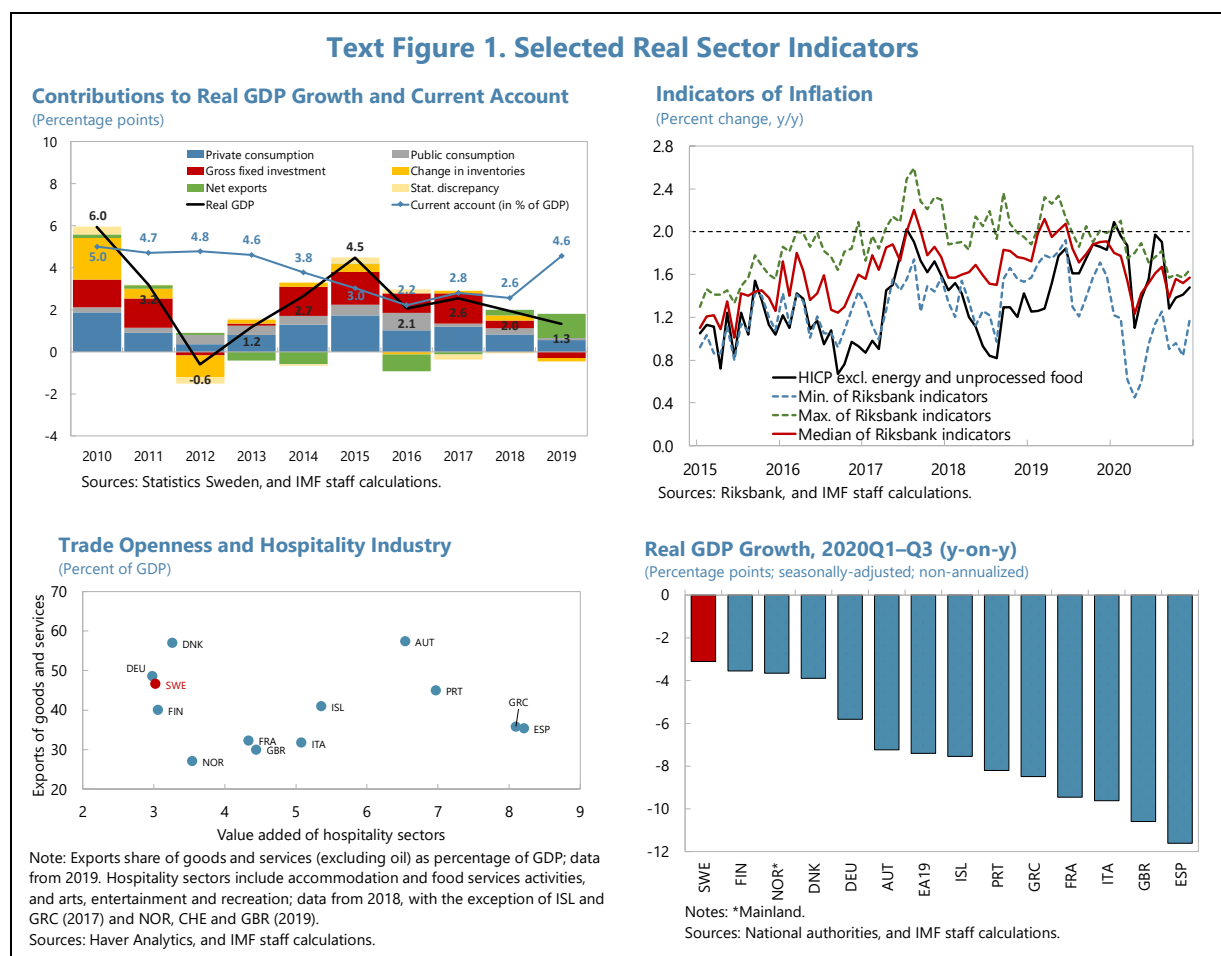 Text Figure 1. Selected Real Sector Indicators
Contributions to Real GDP Growth and Current Account
(Percentage points)
10
8
6
4
2
0
-2
-4
Private consumption
Public consumption
Gross fixed investment
Change in inventories
Net exports
Stat. discrepancy
Real GDP
Current account (in % of GDP)
6.0
5.0
4.7
3.2
4.8
-0.6
4.6
1.2
3.8
2.7
4.5
3.0
2.2
2.1
2.8
2.6
2.6
2.0
4.6
1.3
2010 2011 2012 2013 2014 2015 2016 2017 2018 2019
Sources: Statistics Sweden, and IMF staff calculations.
Indicators of Inflation
(Percent change, y/y)
2.8
2.4
2.0
1.6
1.2
0.8
0.4
0.0
HICP excl. energy and unprocessed food
Min. of Riksbank indicators
Max. of Riksbank indicators
Median of Riksbank indicators
2015 2016 2017 2018 2019 2020
Sources: Riksbank, and IMF staff calculations.
Trade Openness and Hospitality Industry
(Percent of GDP)
Exports of goods and services
70
60
50
40
30
20
DNK
AUT
DEU
SWE
PRT
FIN
ISL
GRC
ESP
FRA
GBR
ITA
NOR
2 3 4 5 6 7 8 9
Value added of hospitality sectors
Note: Exports share of goods and services (excluding oil) as percentage of GDP; data
from 2019. Hospitality sectors include accommodation and food services activities,
and arts, entertainment and recreation; data from 2018, with the exception of ISL and
GRC (2017) and NOR, CHE and GBR (2019).
Sources: Haver Analytics, and IMF staff calculations.
Real GDP Growth, 2020Q1–Q3 (y-on-y)
(Percentage points; seasonally-adjusted; non-annualized)
0
-2
-4
-6
-8
-10
-12
SWE
FIN
NOR*
DNK
DEU
AUT
EA19
ISL
PRT
GRC
FRA
ITA
GBR
ESP
Notes: *Mainland.
Sources: National authorities, and IMF staff calculations.